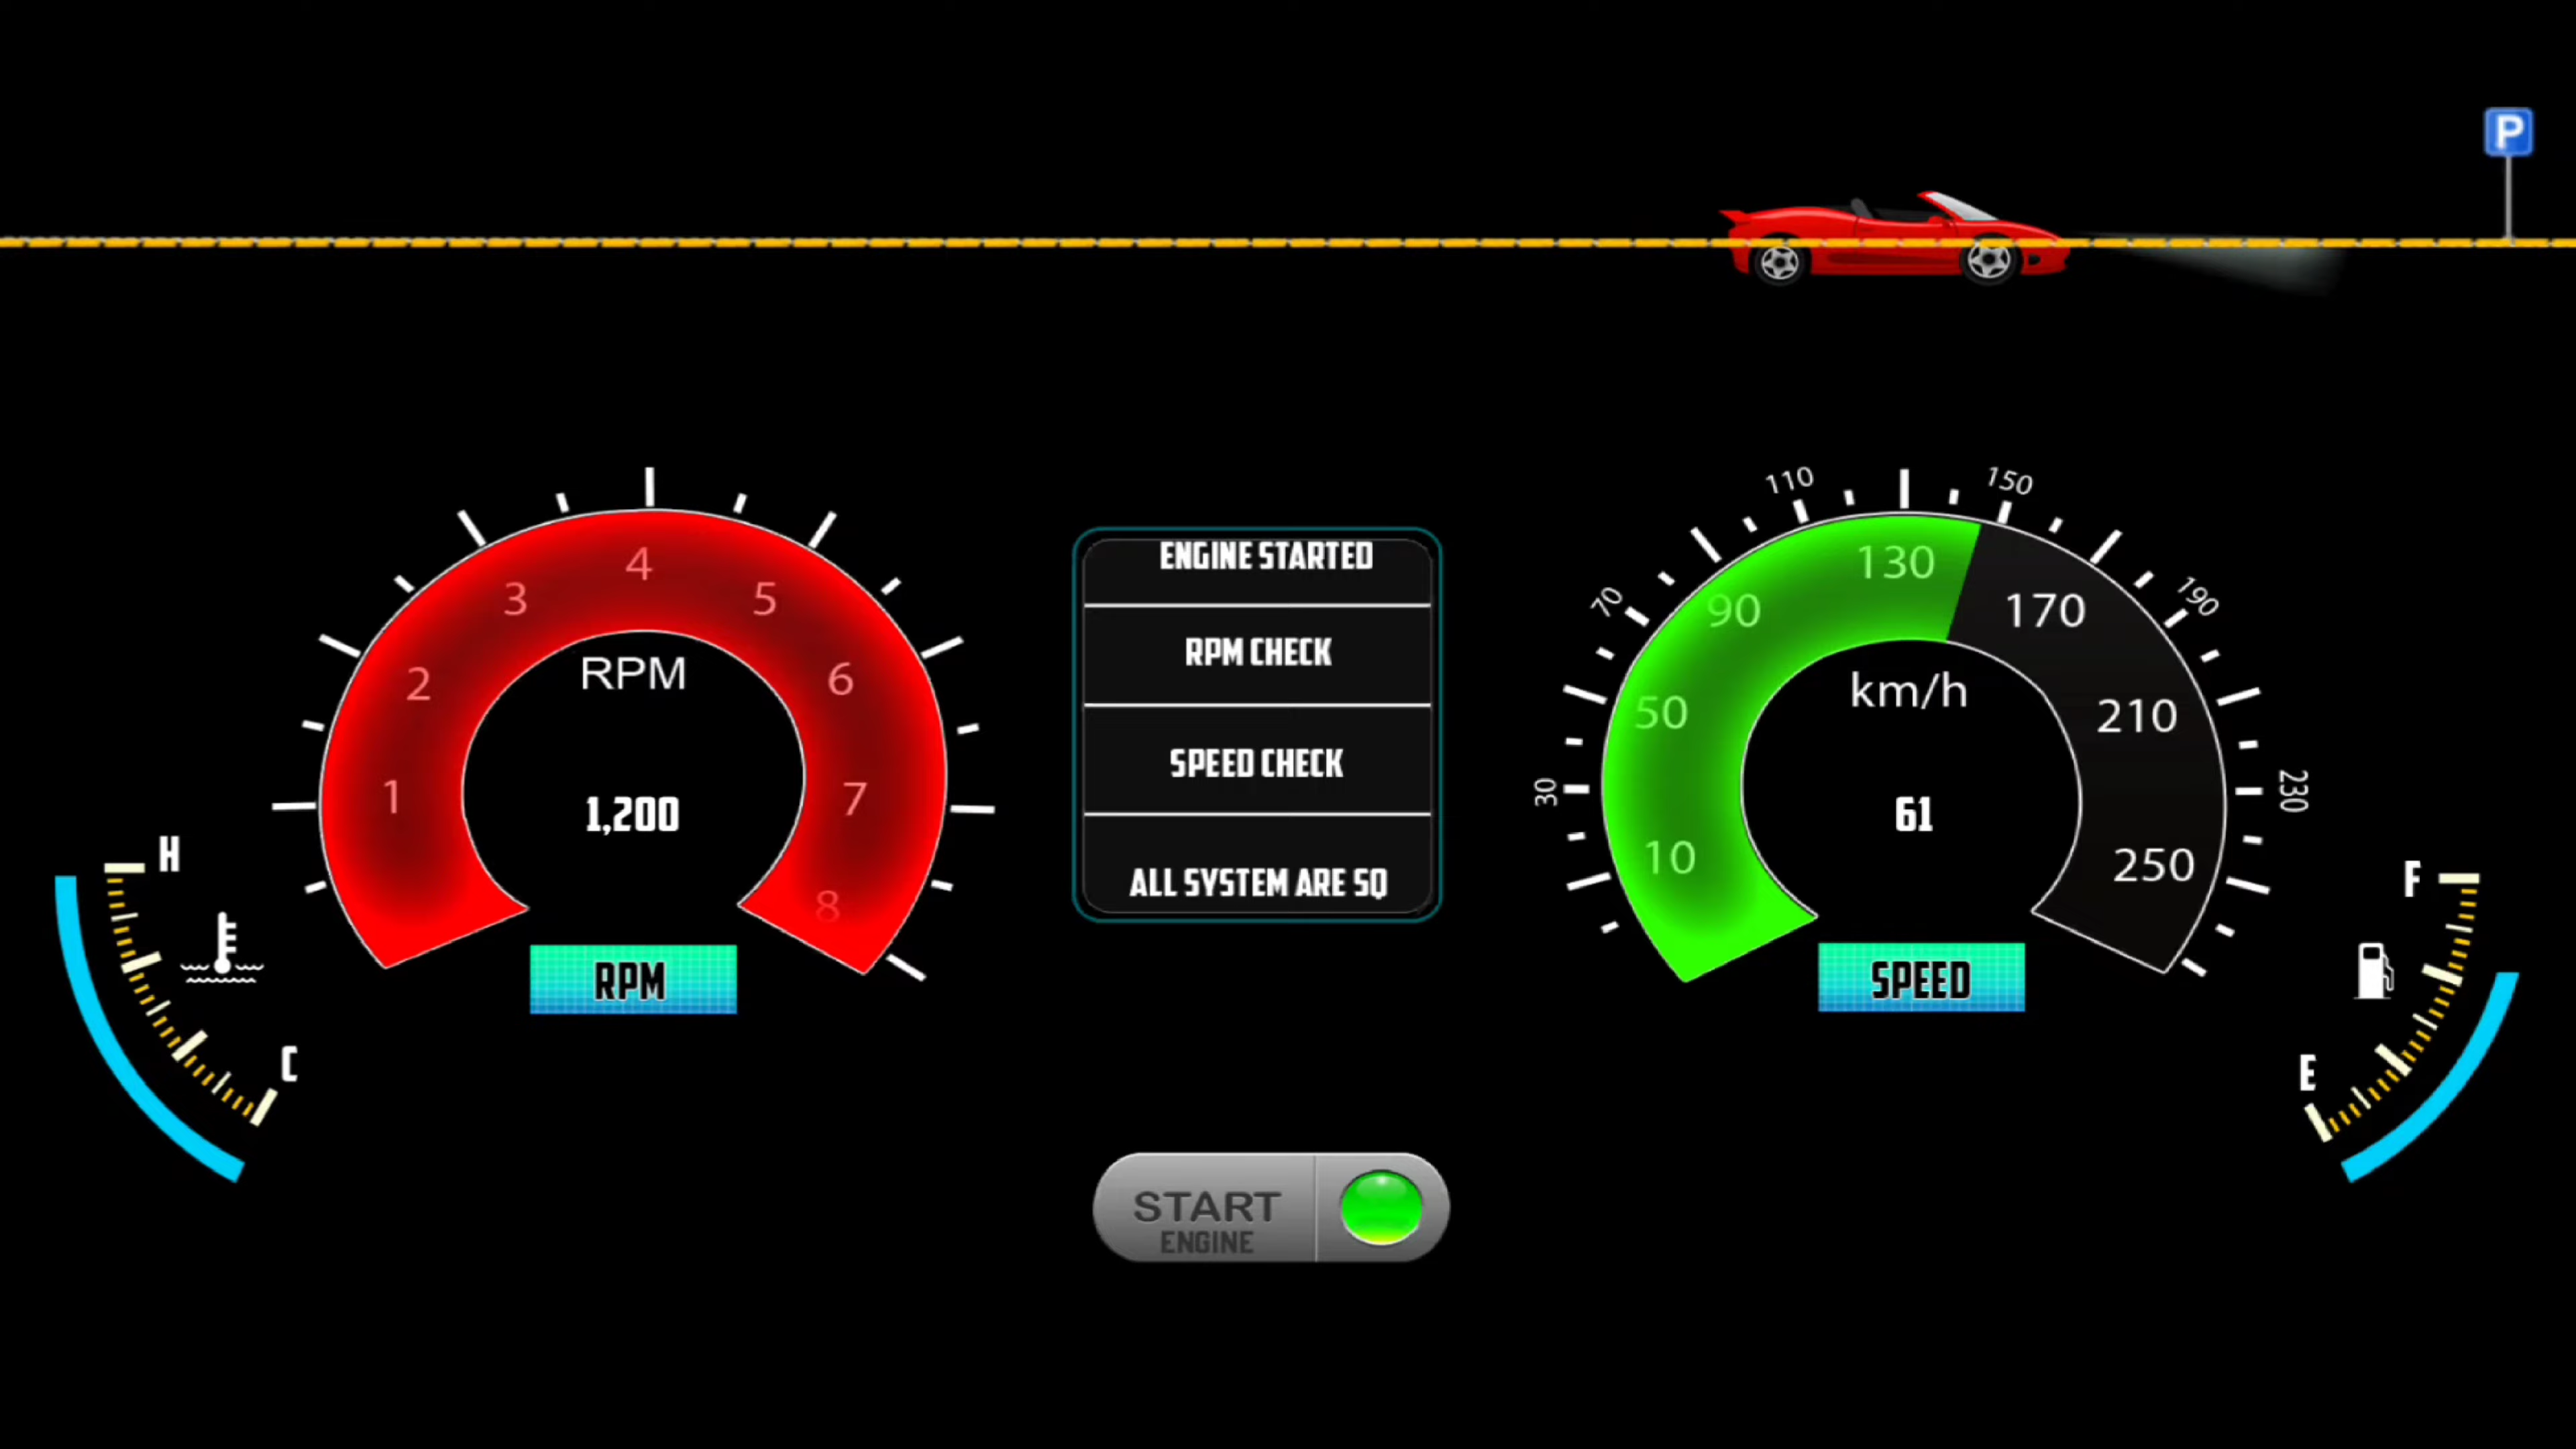 P
110
150
70
190
30
230
130
90
170
50
210
10
250
km/h
61
SPEED
4
3
5
2
6
1
7
8
RPM
1,200
RPM
ENGINE STARTED
RPM CHECK
SPEED CHECK
ALL SYSTEM ARE SQ
H
C
F
E
START
ENGINE